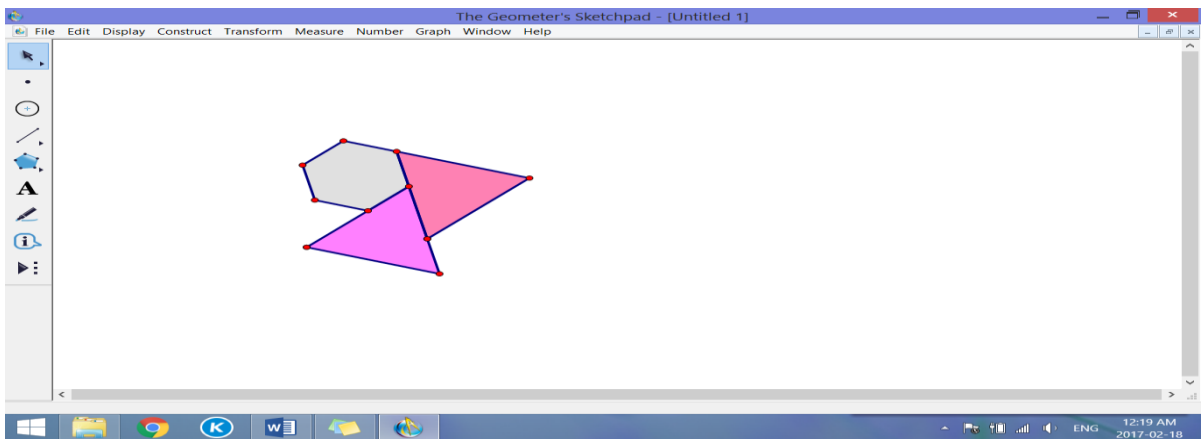 The Geometer's Sketchpad - [Untitled 1]
File Edit Display Construct Transform Measure Number Graph Window Help
A
K
W
ENG
12:19 AM
2017-02-18